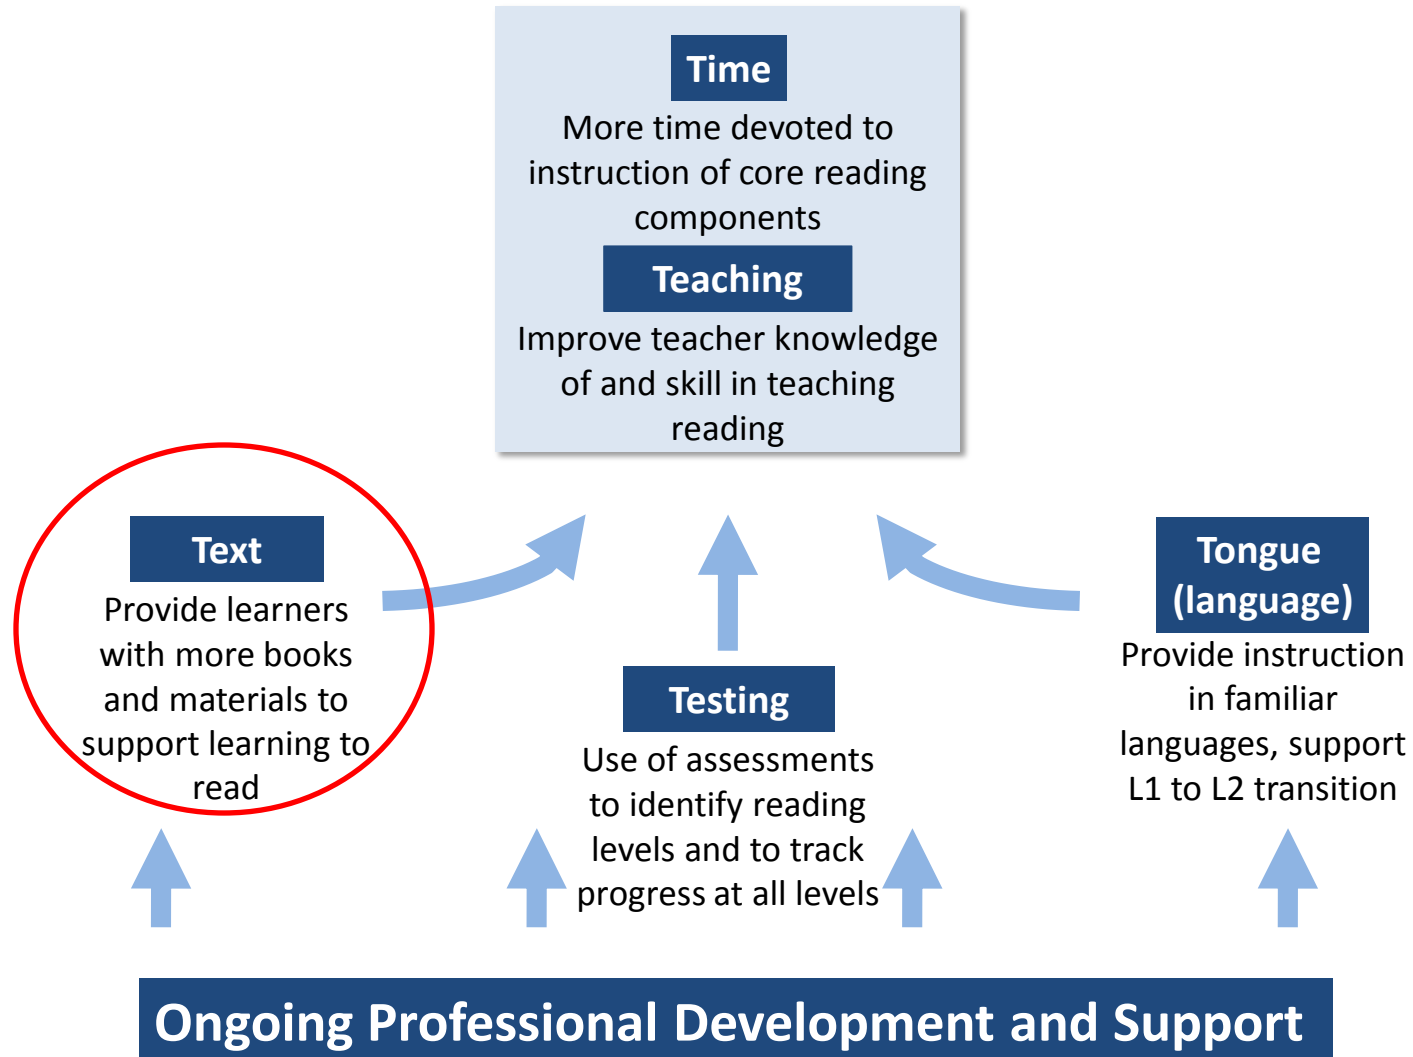 Time
More time devoted to
instruction of core reading
components
Teaching
Improve teacher knowledge
of and skill in teaching
reading
Text
Provide learners
with more books
and materials to
support learning to
read
Testing
Use of assessments
to identify reading
levels and to track
progress at all levels
Tongue
(language)
Provide instruction
in familiar
languages, support
L1 to L2 transition
Ongoing Professional Development and Support